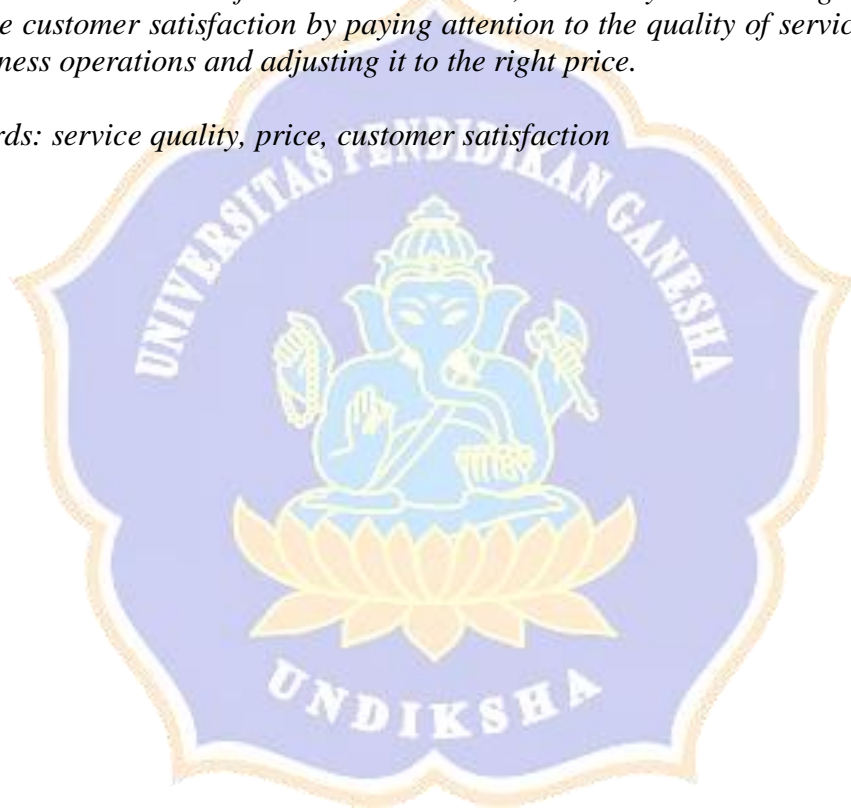 e customer satisfaction by paying attention to the quality of servic
ness operations and adjusting it to the right price.
rds: service quality, price, customer satisfaction
UNIVERSITAS PENDIDIKAN GANESHA
UNDIKSHA